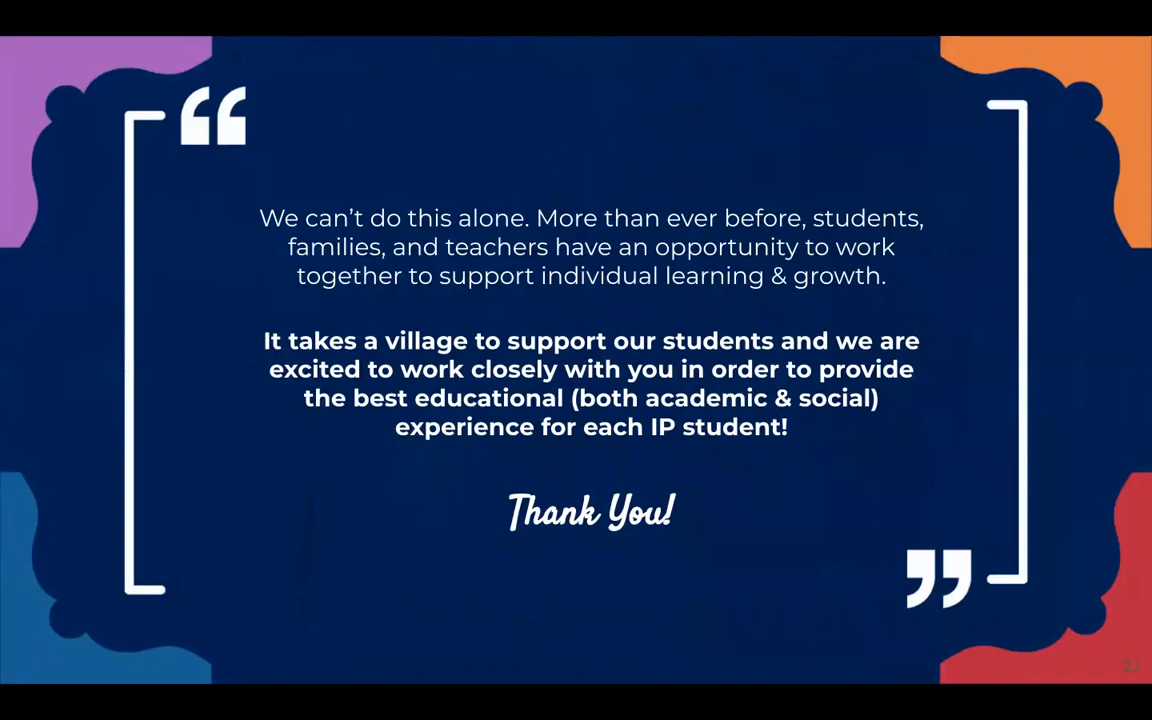 “
We can’t do this alone. More than ever before, students,
families, and teachers have an opportunity to work
together to support individual learning & growth.
It takes a village to support our students and we are
excited to work closely with you in order to provide
the best educational (both academic & social)
experience for each IP student!
Thank You!
”